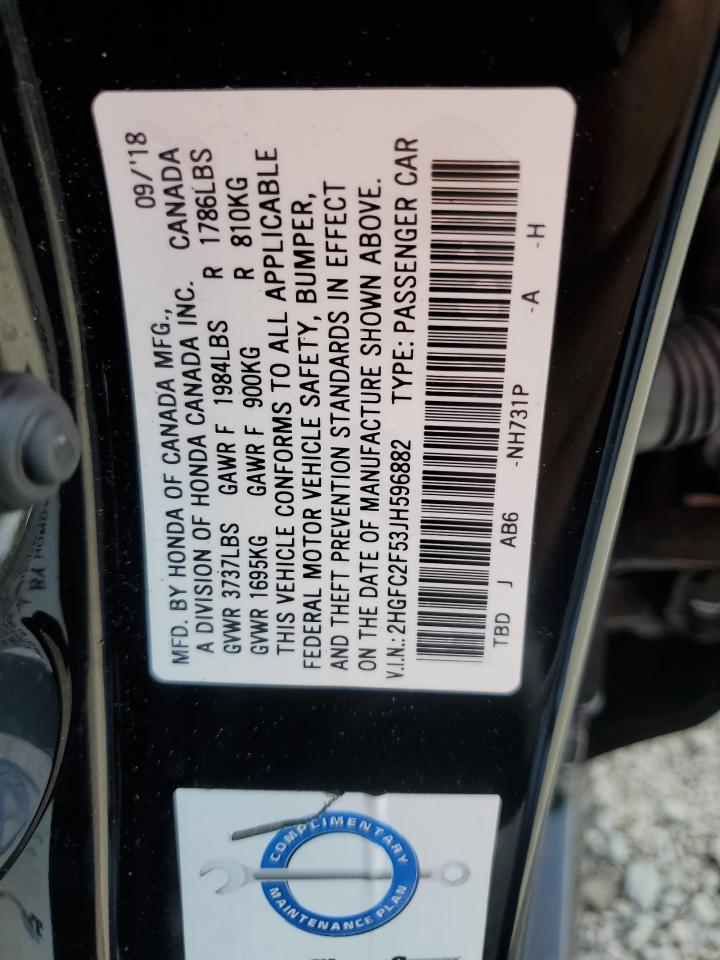 09/'18
MFD. BY HONDA OF CANADA MFG.,
A DIVISION OF HONDA CANADA INC. CANADA
GVWR 3737LBS GAWR F 1984LBS R 1786LBS
GVWR 1695KG GAWR F 900KG R 810KG
THIS VEHICLE CONFORMS TO ALL APPLICABLE
FEDERAL MOTOR VEHICLE SAFETY, BUMPER,
AND THEFT PREVENTION STANDARDS IN EFFECT
ON THE DATE OF MANUFACTURE SHOWN ABOVE.
V.I.N.: 2HGFC2F53JH596882 TYPE: PASSENGER CAR
TBD J AB6 -NH731P -A -H
COMPLIMENTARY
MAINTENANCE PLAN